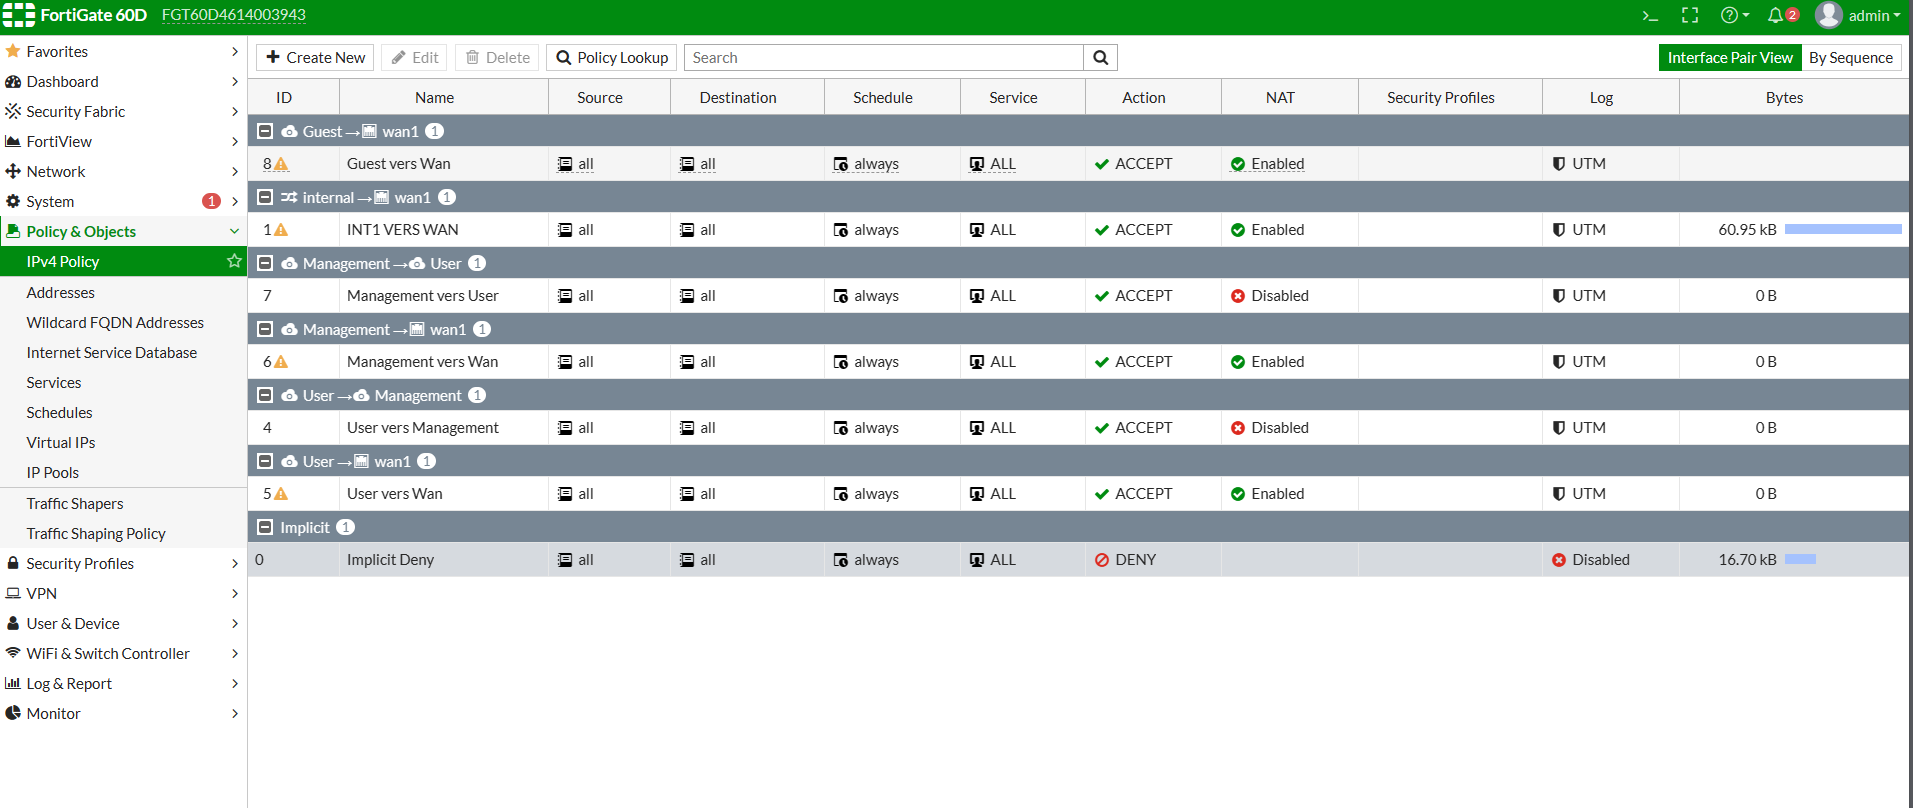 FortiGate 60D FGT60D4614003943 2 admin
Favorites
Dashboard
Security Fabric
FortiView
Network
System 1
Policy & Objects
IPv4 Policy
Addresses
Wildcard FQDN Addresses
Internet Service Database
Services
Schedules
Virtual IPs
IP Pools
Traffic Shapers
Traffic Shaping Policy
Security Profiles
VPN
User & Device
WiFi & Switch Controller
Log & Report
Monitor
Create New Edit Delete Policy Lookup Search Interface Pair View By Sequence
ID Name Source Destination Schedule Service Action NAT Security Profiles Log Bytes
Guest → wan1 1
8 Guest vers Wan all all always ALL ACCEPT Enabled UTM
internal → wan1 1
1 INT1 VERS WAN all all always ALL ACCEPT Enabled UTM 60.95 kB
Management → User 1
7 Management vers User all all always ALL ACCEPT Disabled UTM 0 B
Management → wan1 1
6 Management vers Wan all all always ALL ACCEPT Enabled UTM 0 B
User → Management 1
4 User vers Management all all always ALL ACCEPT Disabled UTM 0 B
User → wan1 1
5 User vers Wan all all always ALL ACCEPT Enabled UTM 0 B
Implicit 1
0 Implicit Deny all all always ALL DENY Disabled 16.70 kB